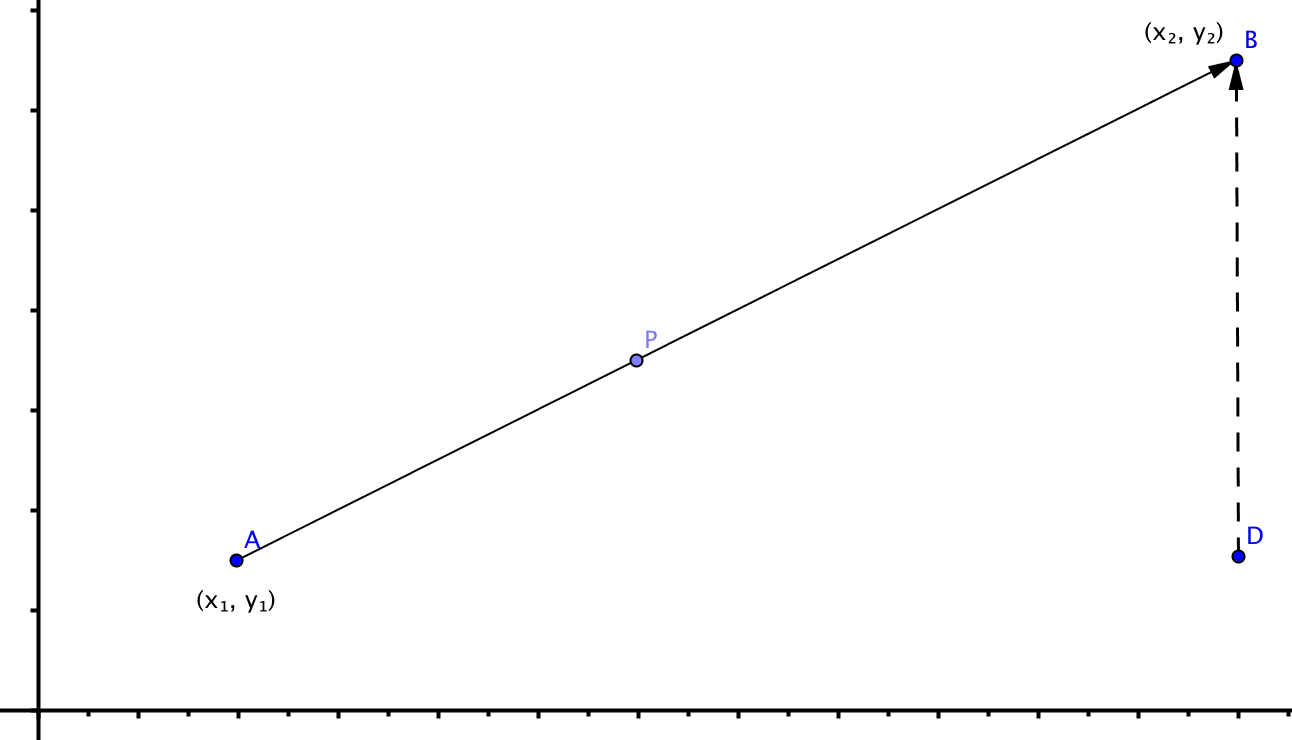 (x₂, y₂)
B
P
A
D
(x₁, y₁)